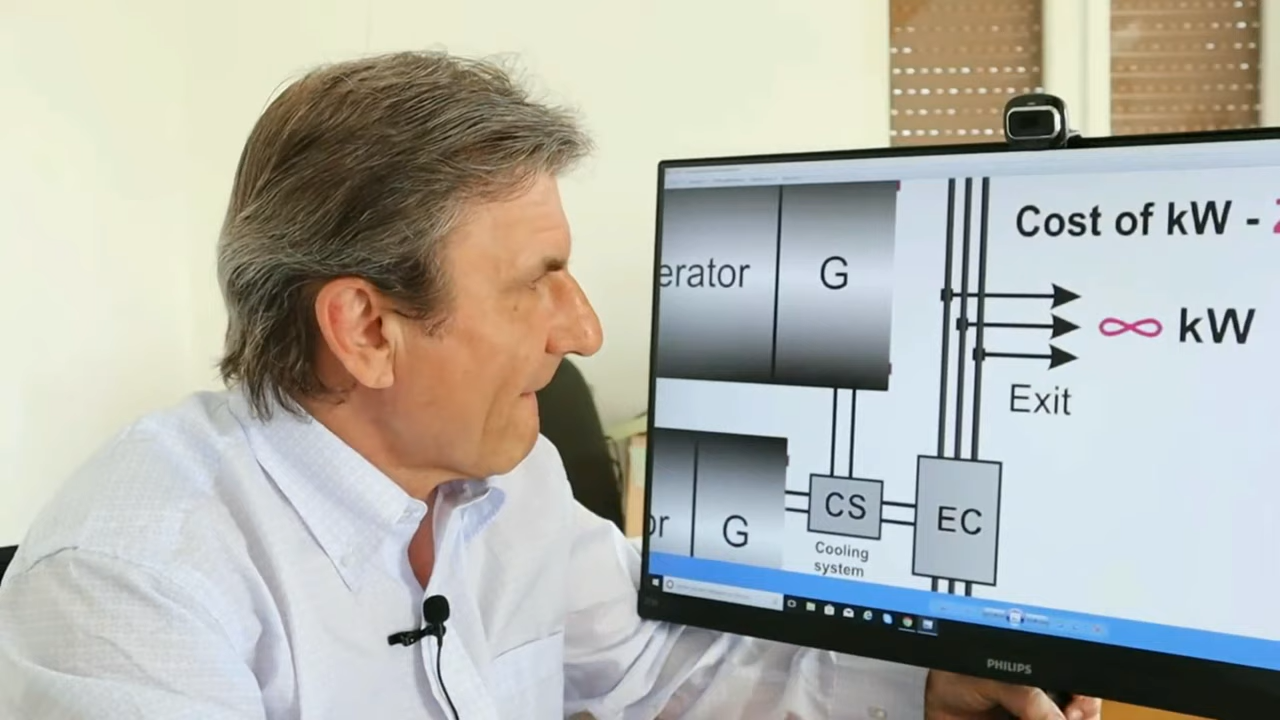 erator
G
Cost of kW -
∞ kW
Exit
G
CS
EC
Cooling
system
PHILIPS